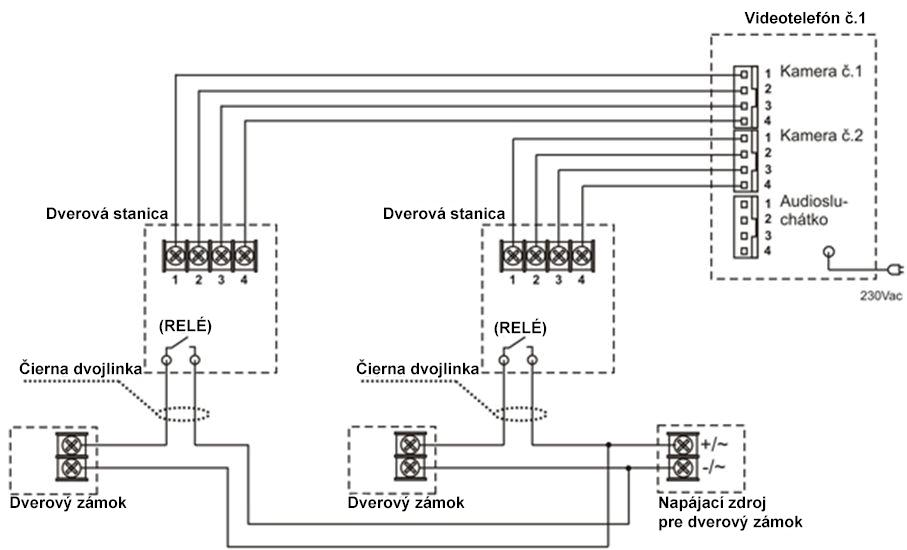 Videotelefón č.1
1 Kamera č.1
2
3
4
1 Kamera č.2
2
3
4
1 Audioslu-
2 chátko
3
4
230Vac
Dverová stanica
1 2 3 4
(RELÉ)
Čierna dvojlinka
Dverový zámok
Dverová stanica
1 2 3 4
(RELÉ)
Čierna dvojlinka
Dverový zámok
+/~
-/~
Napájací zdroj
pre dverový zámok